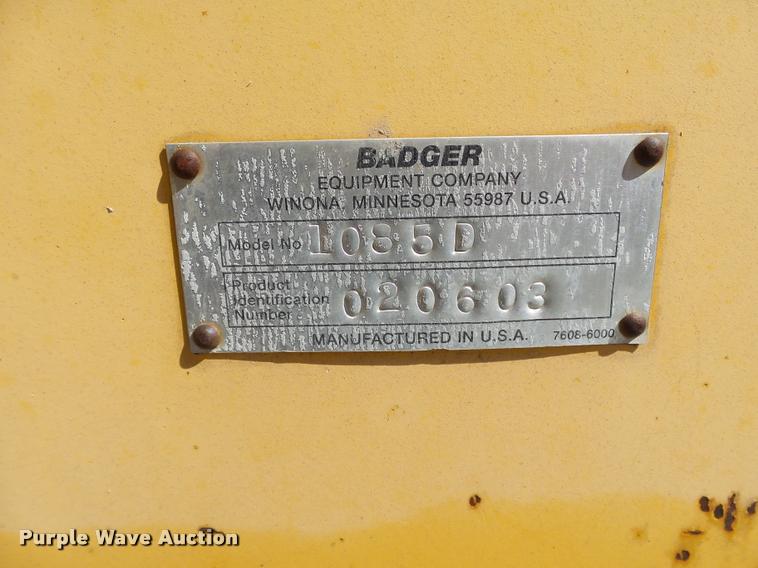 BADGER
EQUIPMENT COMPANY
WINONA, MINNESOTA 55987 U.S.A.
Model No 1085D
Product
Identification
Number 020603
MANUFACTURED IN U.S.A. 7608-6000
Purple Wave Auction